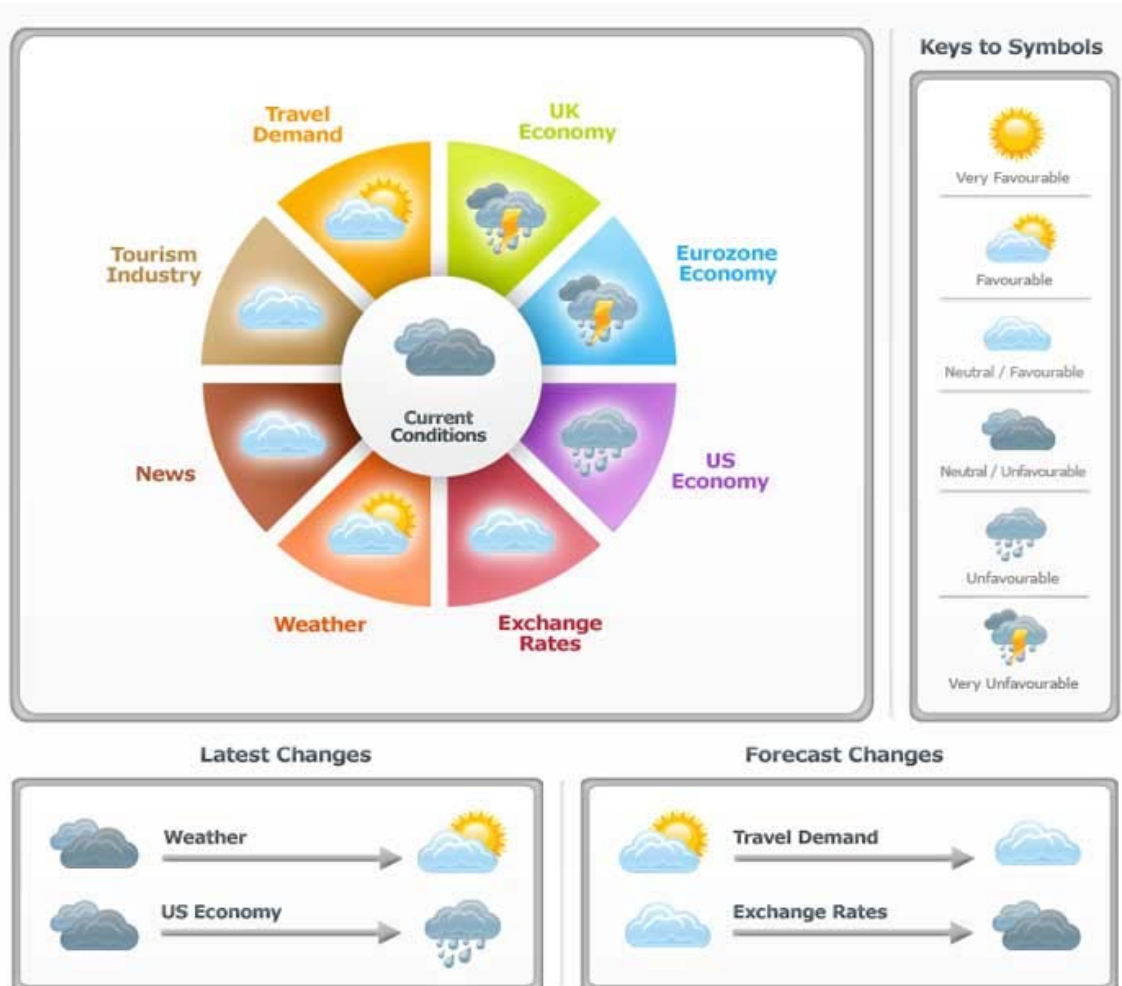 Keys to Symbols
Travel
Demand
UK
Economy
Tourism
Industry
Eurozone
Economy
Current
Conditions
News
US
Economy
Weather
Exchange
Rates
Very Favourable
Favourable
Neutral / Favourable
Neutral / Unfavourable
Unfavourable
Very Unfavourable
Latest Changes
Weather
US Economy
Forecast Changes
Travel Demand
Exchange Rates